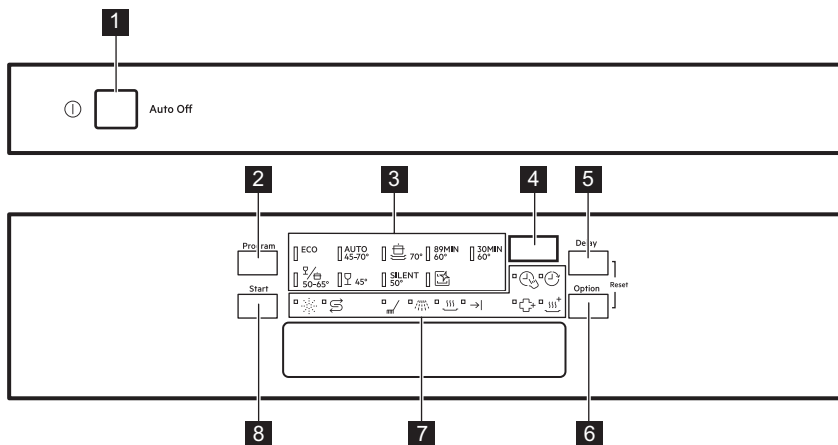 1
Auto Off
2
3
4
5
Program
ECO
AUTO
45-70°
70°
89MIN
60°
30MIN
60°
Delay
50-65°
45°
SILENT
50°
Start
Option
Reset
8
7
6